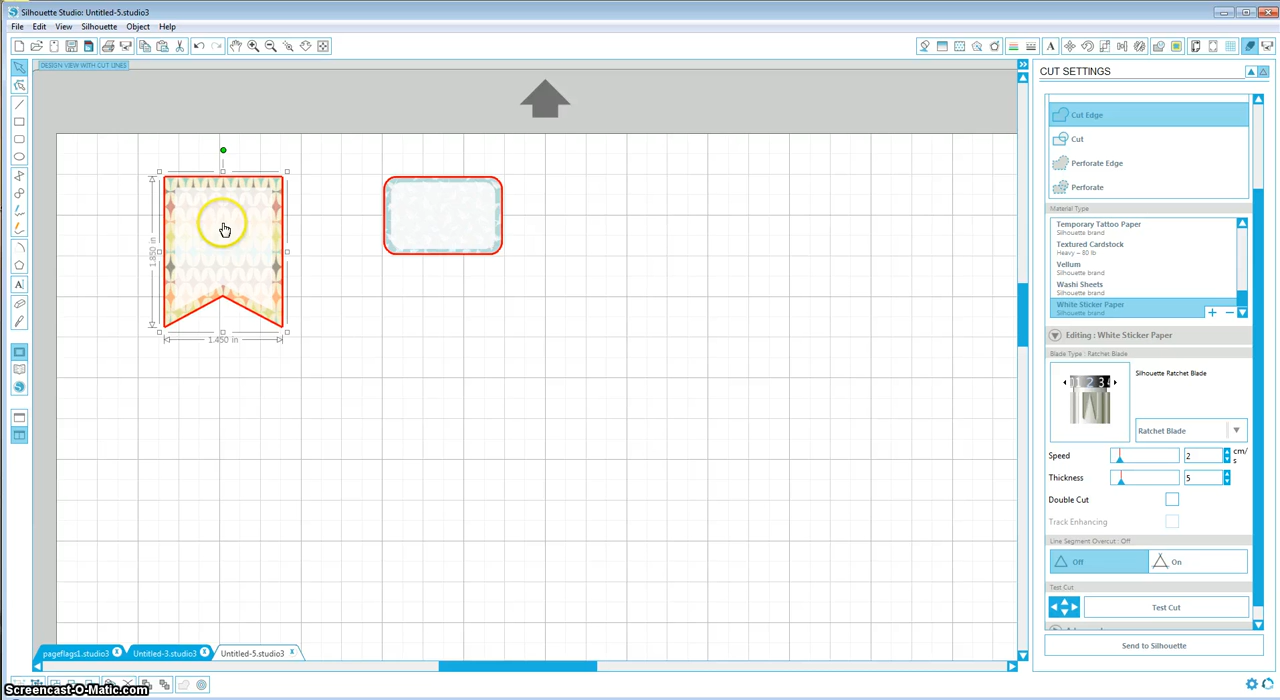 Silhouette Studio: Untitled-5.studio3
File Edit View Silhouette Object Help
DESIGN VIEW WITH CUT LINES
1.850 in
1.450 in
CUT SETTINGS
Cut Edge
Cut
Perforate Edge
Perforate
Material Type
Temporary Tattoo Paper
Silhouette brand
Textured Cardstock
Heavy ~ 80 lb
Vellum
Silhouette brand
Washi Sheets
Silhouette brand
White Sticker Paper
Silhouette brand
Editing : White Sticker Paper
Blade Type : Ratchet Blade
Silhouette Ratchet Blade
Ratchet Blade
Speed 2 cm/s
Thickness 5
Double Cut
Track Enhancing
Line Segment Overcut : Off
Off On
Test Cut
Test Cut
Send to Silhouette
pageflags1.studio3 Untitled-3.studio3 Untitled-5.studio3
Screencast-O-Matic.com